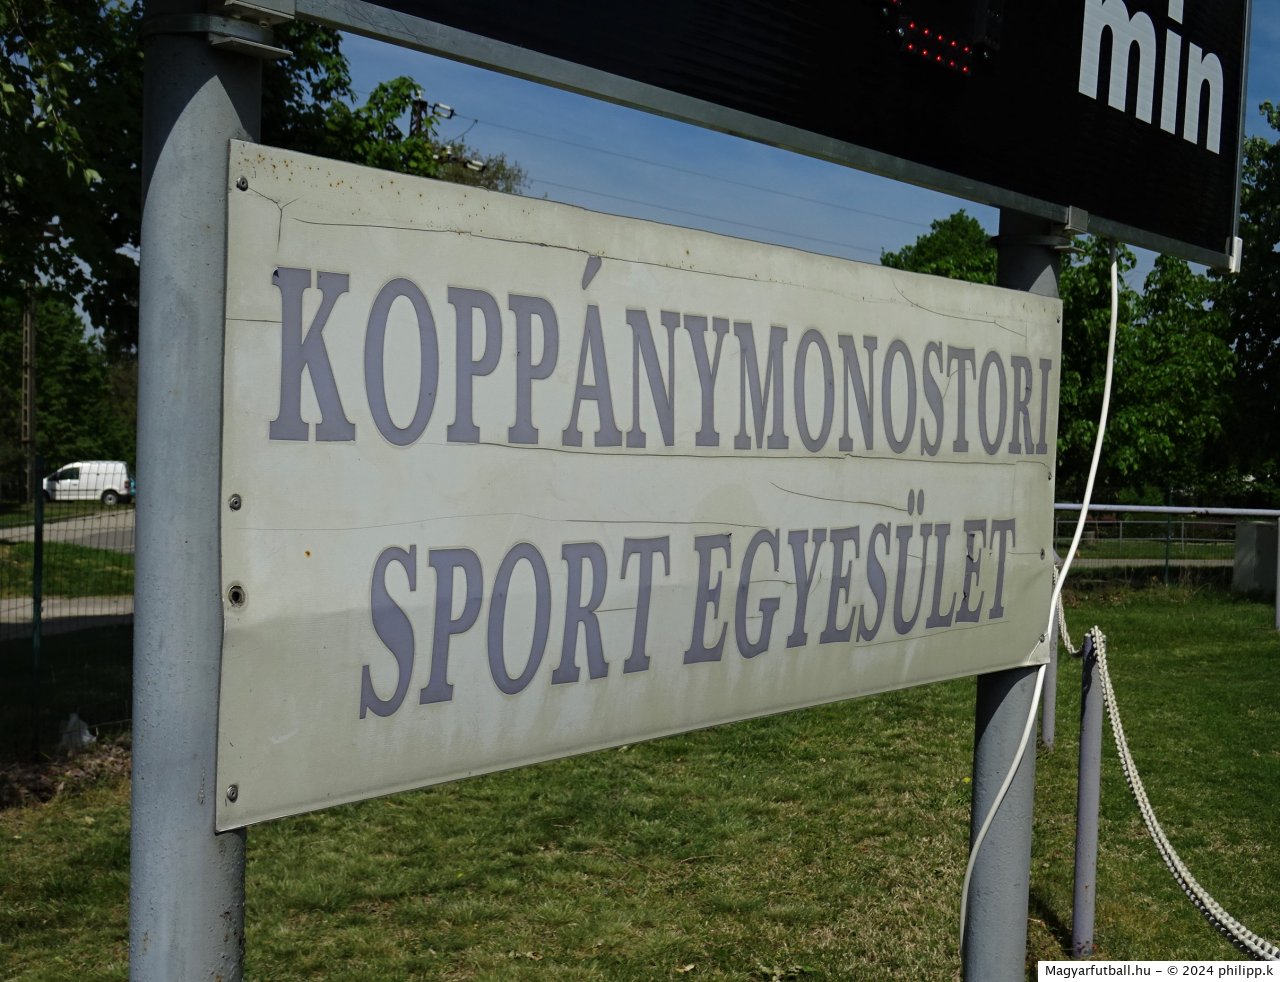 min
KOPPÁNYMONOSTORI
SPORT EGYESÜLET
Magyarfutball.hu - © 2024 philipp.k